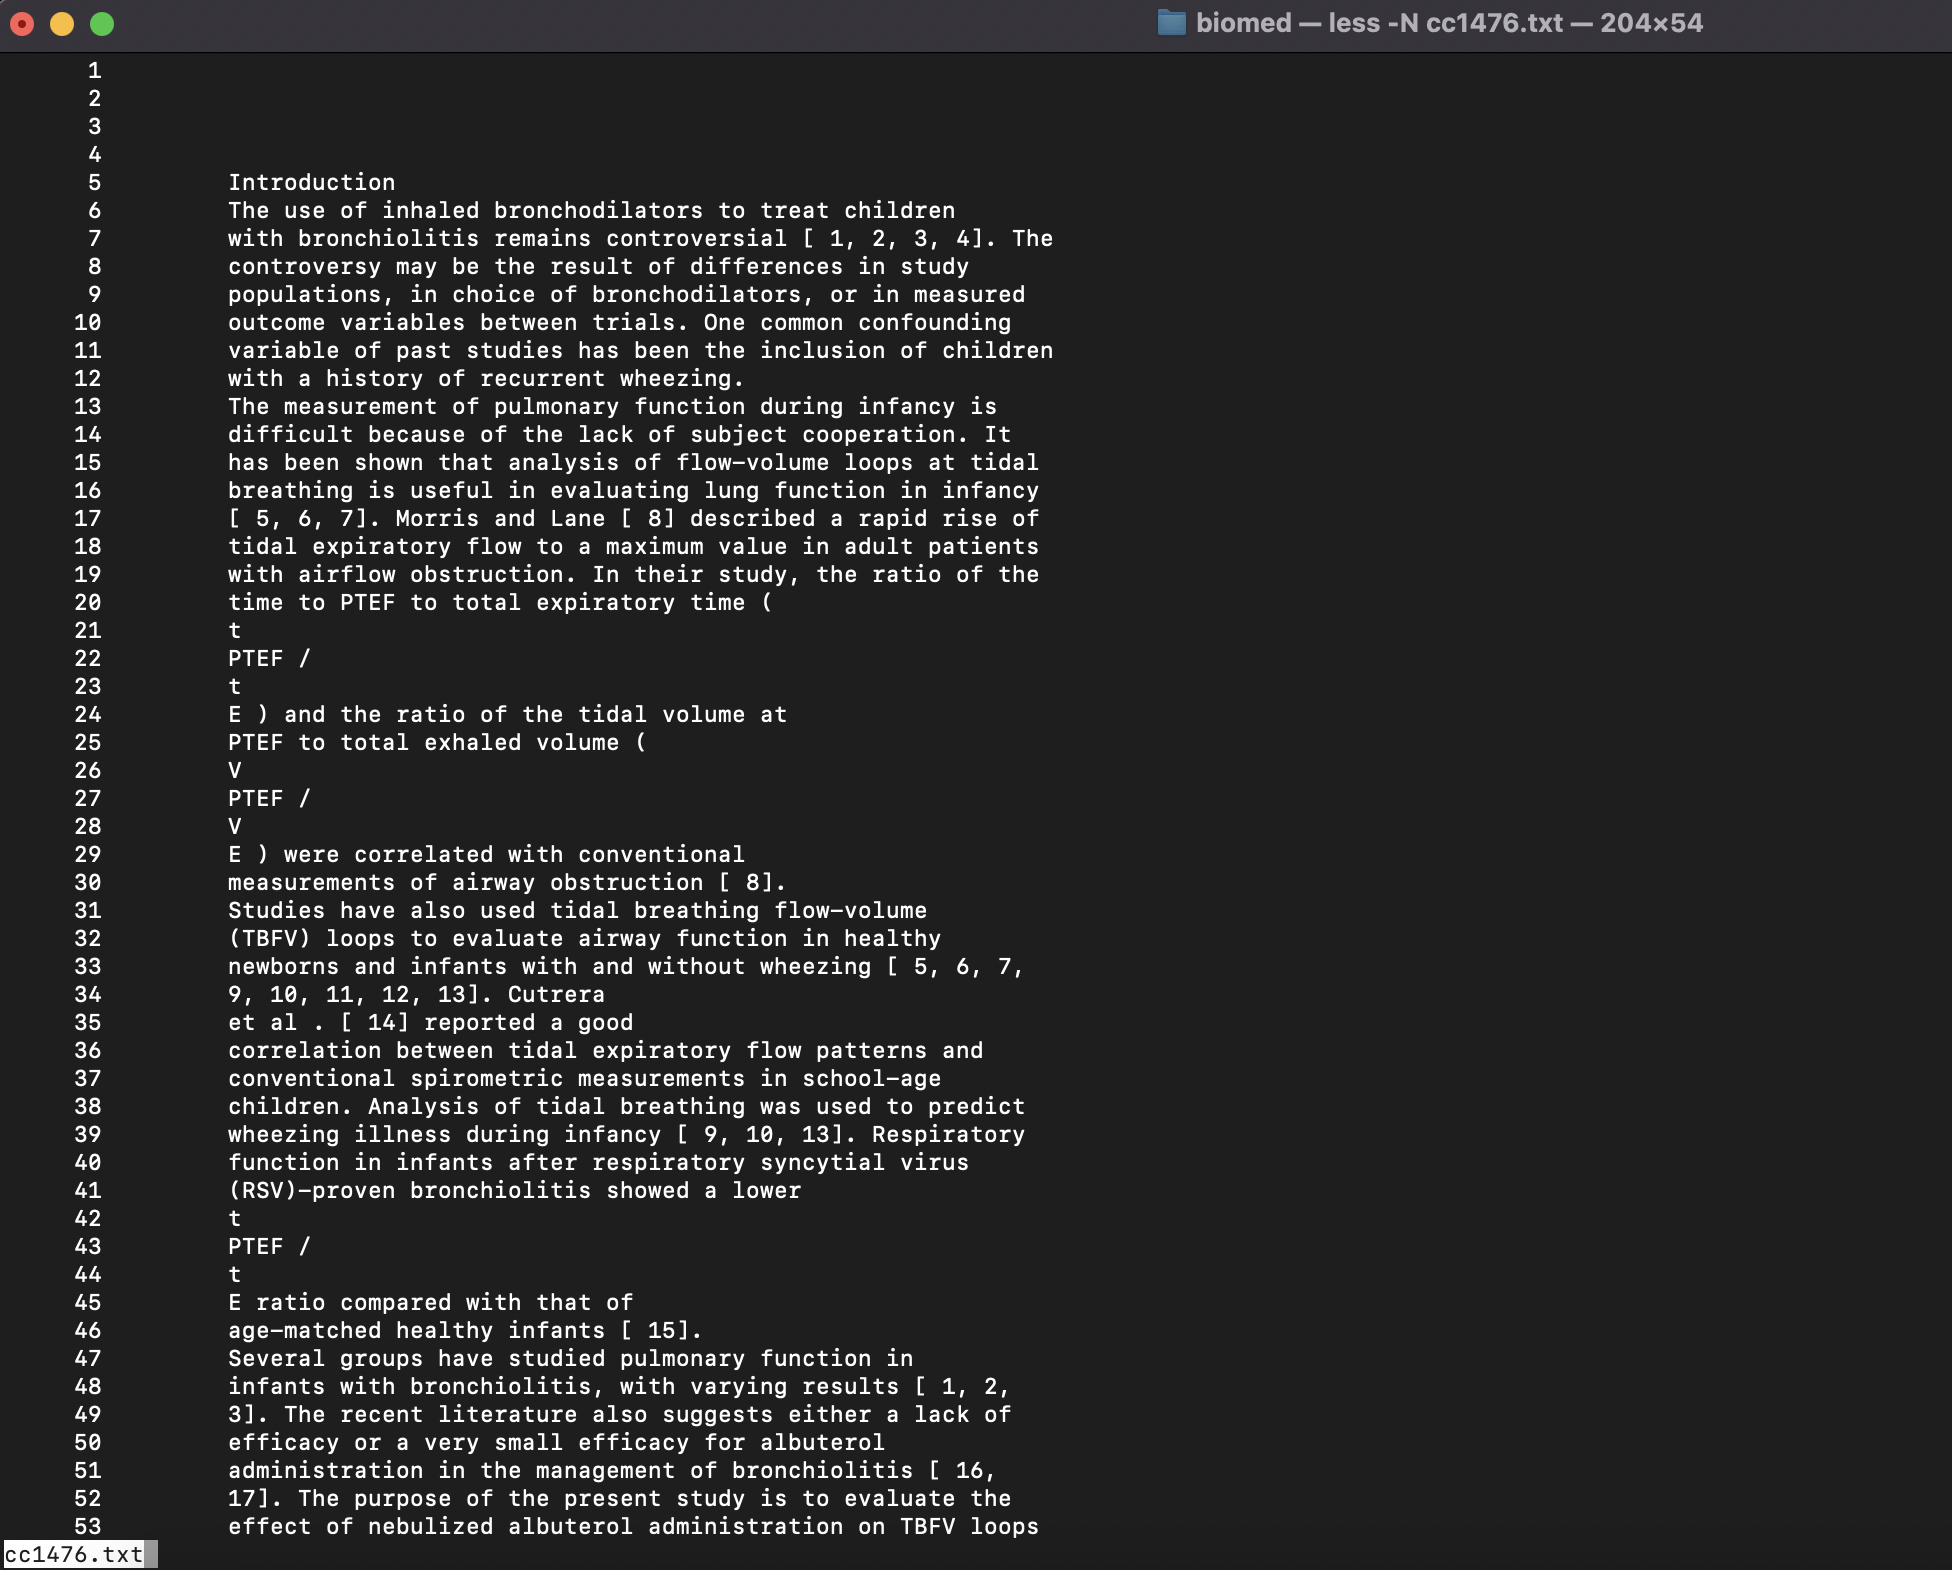 biomed — less -N cc1476.txt — 204×54
1
2
3
4
5 Introduction
6 The use of inhaled bronchodilators to treat children
7 with bronchiolitis remains controversial [ 1, 2, 3, 4]. The
8 controversy may be the result of differences in study
9 populations, in choice of bronchodilators, or in measured
10 outcome variables between trials. One common confounding
11 variable of past studies has been the inclusion of children
12 with a history of recurrent wheezing.
13 The measurement of pulmonary function during infancy is
14 difficult because of the lack of subject cooperation. It
15 has been shown that analysis of flow-volume loops at tidal
16 breathing is useful in evaluating lung function in infancy
17 [ 5, 6, 7]. Morris and Lane [ 8] described a rapid rise of
18 tidal expiratory flow to a maximum value in adult patients
19 with airflow obstruction. In their study, the ratio of the
20 time to PTEF to total expiratory time (
21 t
22 PTEF /
23 t
24 E ) and the ratio of the tidal volume at
25 PTEF to total exhaled volume (
26 V
27 PTEF /
28 V
29 E ) were correlated with conventional
30 measurements of airway obstruction [ 8].
31 Studies have also used tidal breathing flow-volume
32 (TBFV) loops to evaluate airway function in healthy
33 newborns and infants with and without wheezing [ 5, 6, 7,
34 9, 10, 11, 12, 13]. Cutrera
35 et al . [ 14] reported a good
36 correlation between tidal expiratory flow patterns and
37 conventional spirometric measurements in school-age
38 children. Analysis of tidal breathing was used to predict
39 wheezing illness during infancy [ 9, 10, 13]. Respiratory
40 function in infants after respiratory syncytial virus
41 (RSV)-proven bronchiolitis showed a lower
42 t
43 PTEF /
44 t
45 E ratio compared with that of
46 age-matched healthy infants [ 15].
47 Several groups have studied pulmonary function in
48 infants with bronchiolitis, with varying results [ 1, 2,
49 3]. The recent literature also suggests either a lack of
50 efficacy or a very small efficacy for albuterol
51 administration in the management of bronchiolitis [ 16,
52 17]. The purpose of the present study is to evaluate the
53 effect of nebulized albuterol administration on TBFV loops
cc1476.txt